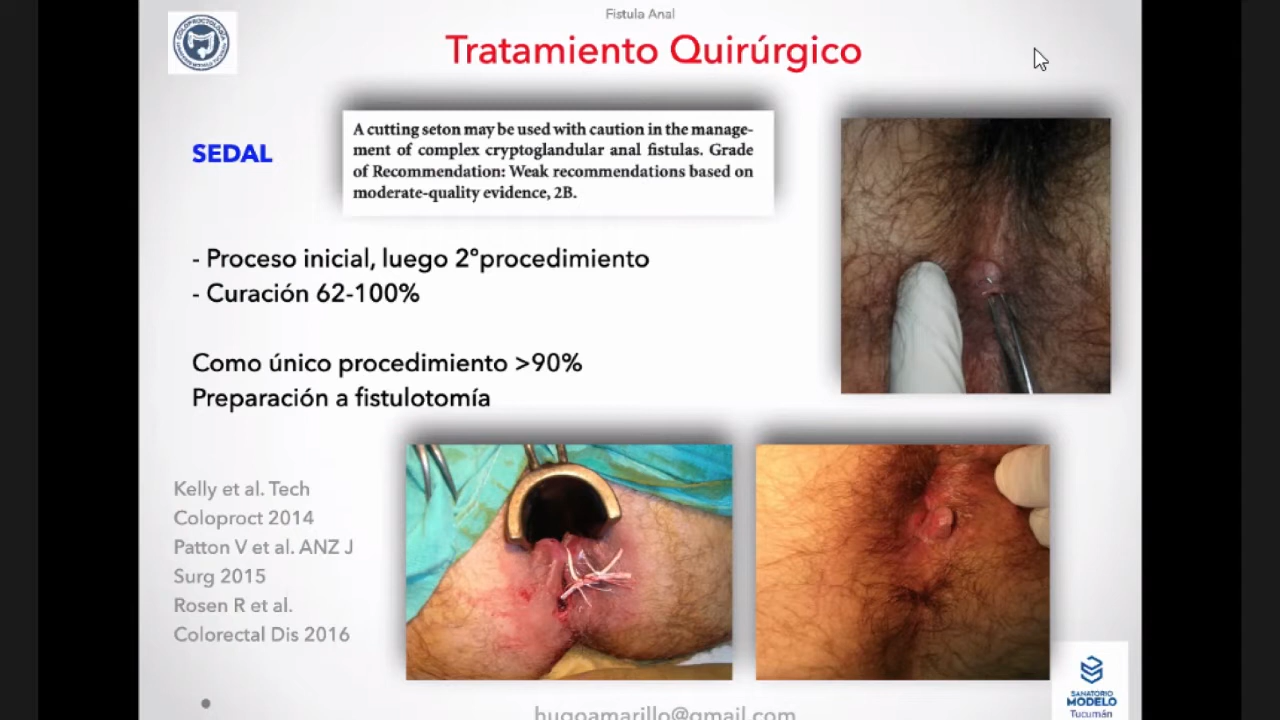 Fistula Anal
Tratamiento Quirúrgico
SEDAL
A cutting seton may be used with caution in the manage-
ment of complex cryptoglandular anal fistulas. Grade
of Recommendation: Weak recommendations based on
moderate-quality evidence, 2B.
- Proceso inicial, luego 2ºprocedimiento
- Curación 62-100%
Como único procedimiento >90%
Preparación a fistulotomía
Kelly et al. Tech
Coloproct 2014
Patton V et al. ANZ J
Surg 2015
Rosen R et al.
Colorectal Dis 2016
SANATORIO
MODELO
Tucumán
hugoamarillo@gmail.com